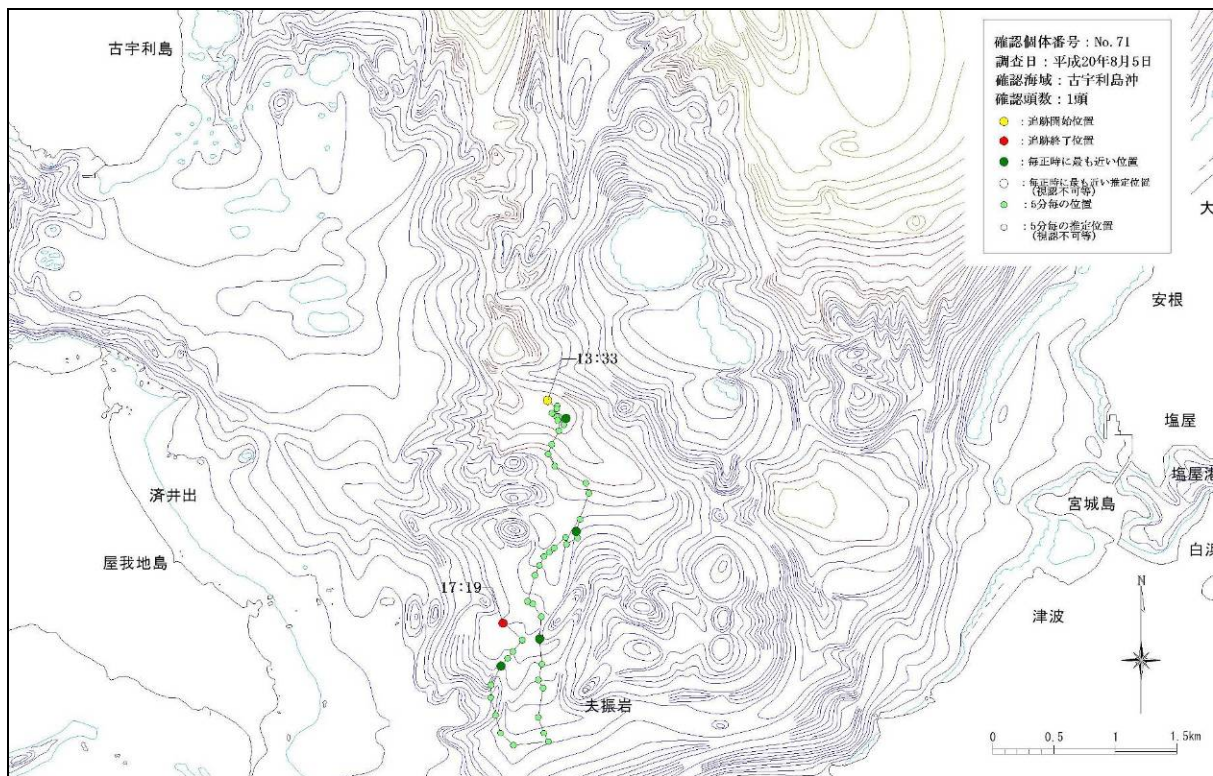 古宇利島
確認個体番号：No.71
調査日：平成20年8月5日
確認海域：古宇利島沖
確認頭数：1頭
：追跡開始位置
：追跡終了位置
：毎正時に最も近い位置
：毎正時に最も近い推定位置
(視認不可等)
：5分毎の位置
：5分毎の推定位置
(視認不可等)
大
安根
13:33
塩屋
塩屋湾
済井出
宮城島
屋我地島
白浜
17:19
津波
N
夫振岩
0 0.5 1 1.5km